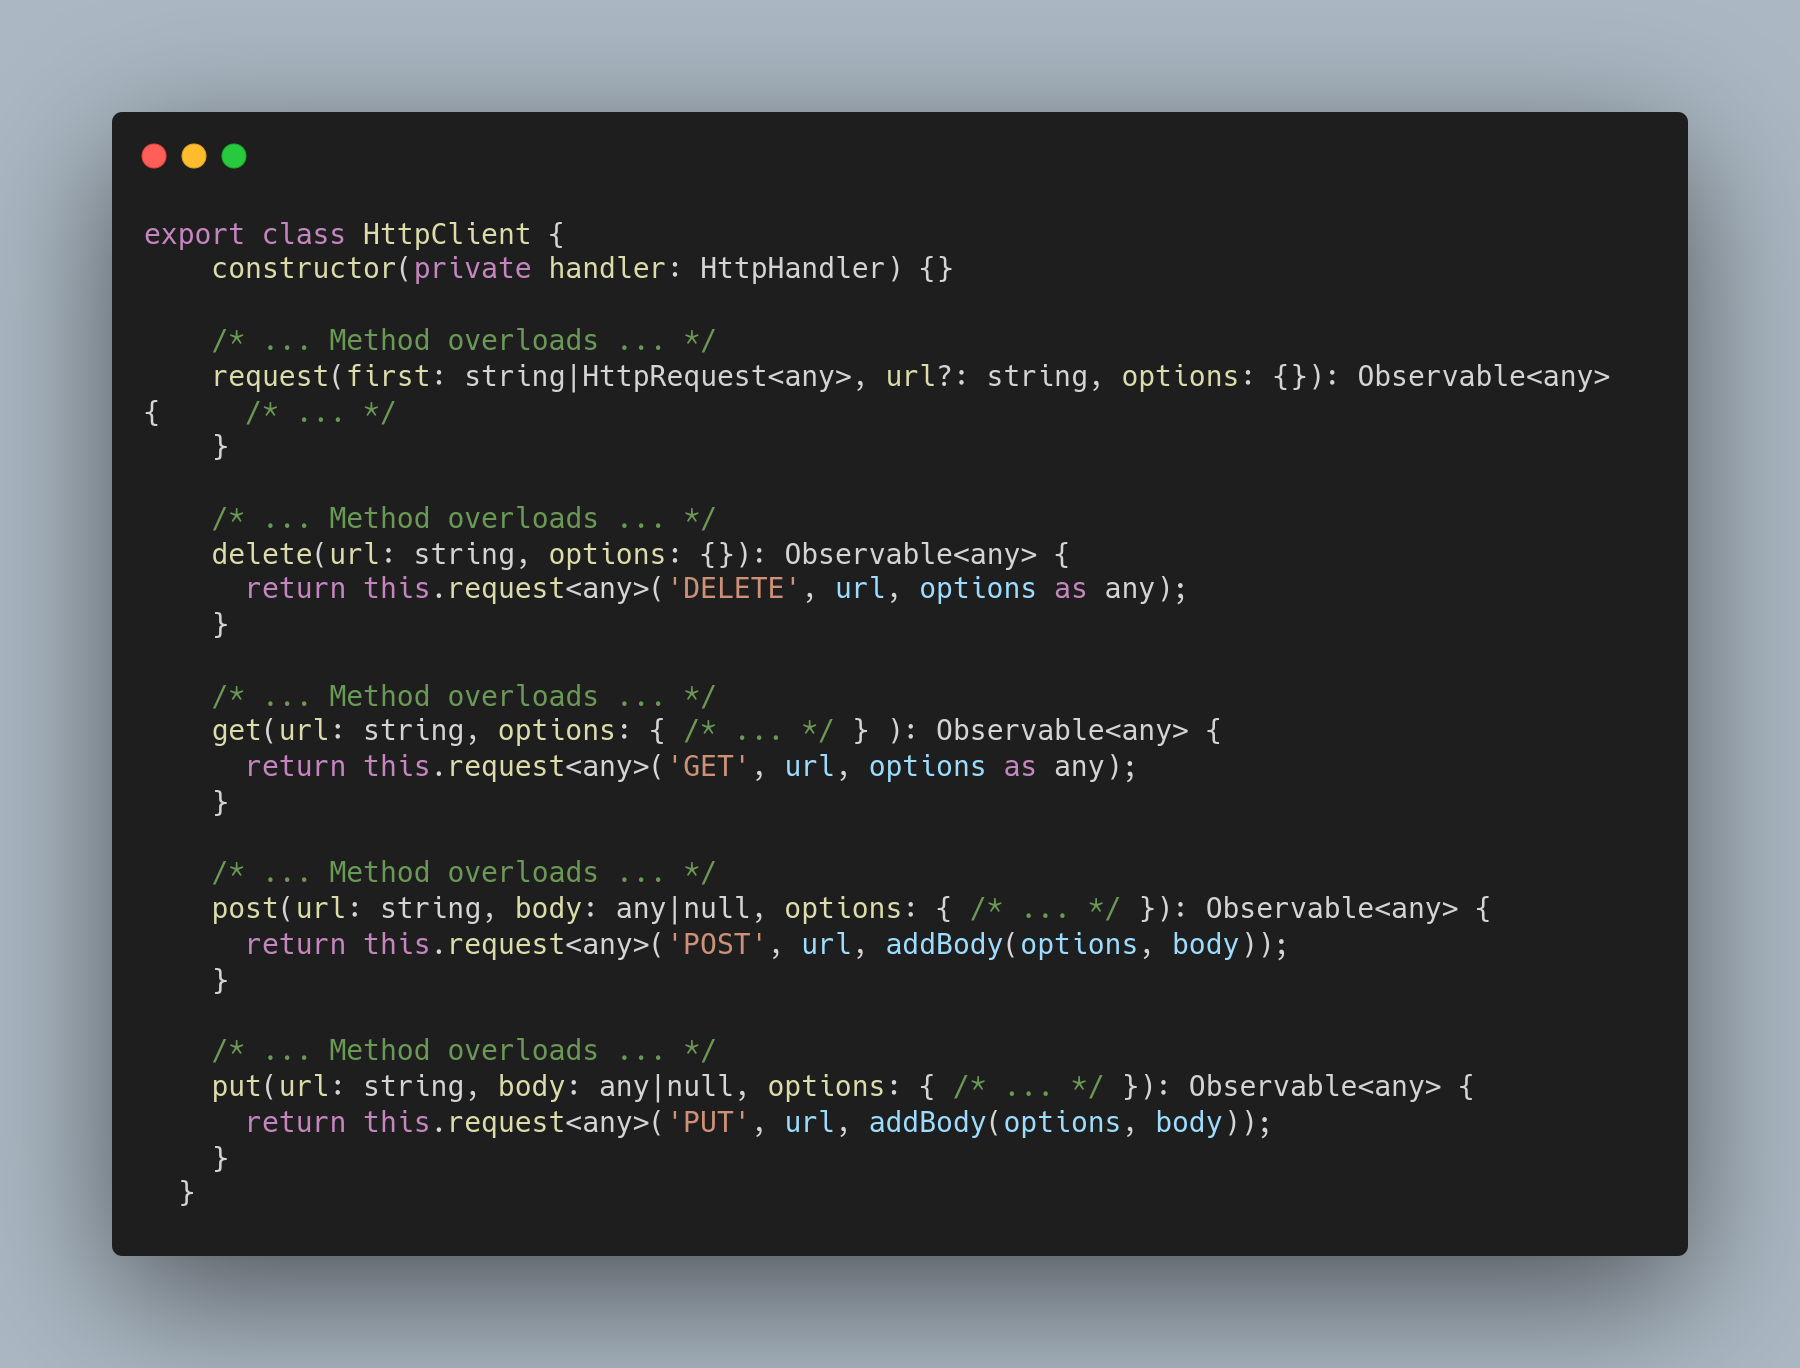 export class HttpClient {
constructor(private handler: HttpHandler) {}
/* ... Method overloads ... */
request(first: string|HttpRequest<any>, url?: string, options: {}): Observable<any>
{     /* ... */
}
/* ... Method overloads ... */
delete(url: string, options: {}): Observable<any> {
return this.request<any>('DELETE', url, options as any);
}
/* ... Method overloads ... */
get(url: string, options: { /* ... */ } ): Observable<any> {
return this.request<any>('GET', url, options as any);
}
/* ... Method overloads ... */
post(url: string, body: any|null, options: { /* ... */ }): Observable<any> {
return this.request<any>('POST', url, addBody(options, body));
}
/* ... Method overloads ... */
put(url: string, body: any|null, options: { /* ... */ }): Observable<any> {
return this.request<any>('PUT', url, addBody(options, body));
}
}